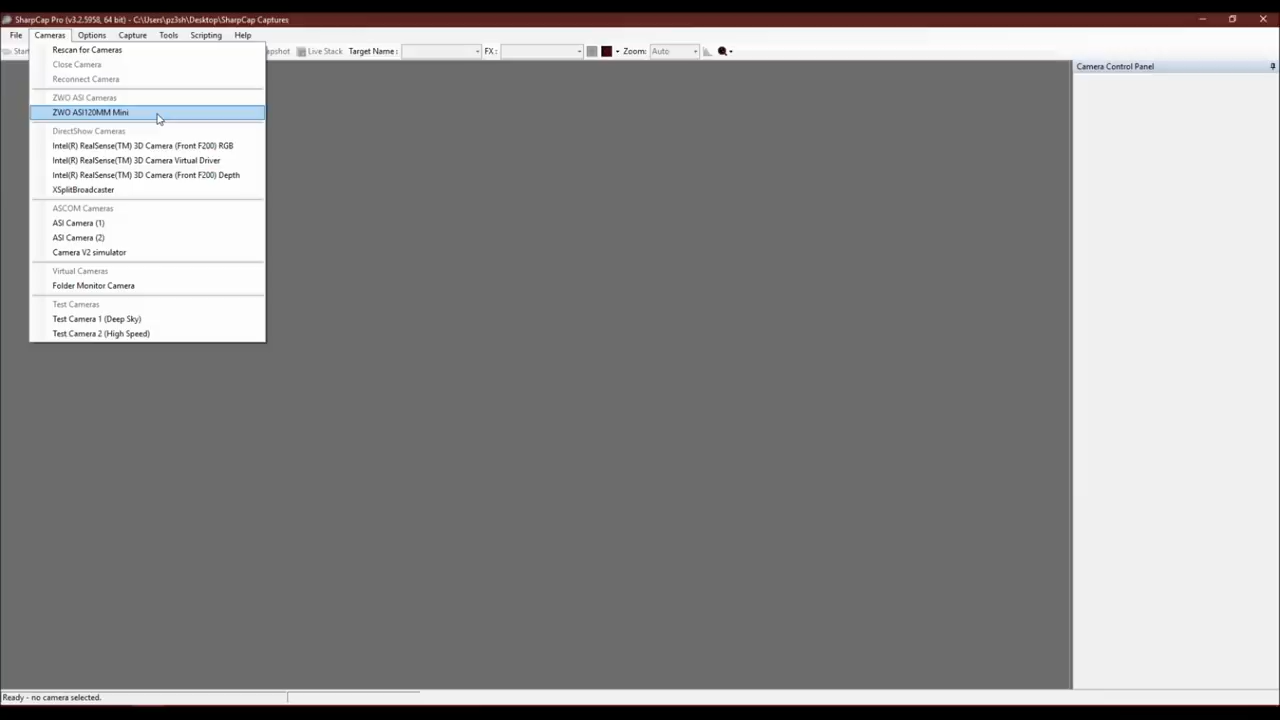 SharpCap Pro (v3.2.5958, 64 bit) - C:\Users\pz3sh\Desktop\SharpCap Captures
File Cameras Options Capture Tools Scripting Help
Live Stack Target Name : FX : Zoom: Auto
Camera Control Panel
Rescan for Cameras
Close Camera
Reconnect Camera
ZWO ASI Cameras
ZWO ASI120MM Mini
DirectShow Cameras
Intel(R) RealSense(TM) 3D Camera (Front F200) RGB
Intel(R) RealSense(TM) 3D Camera Virtual Driver
Intel(R) RealSense(TM) 3D Camera (Front F200) Depth
XSplitBroadcaster
ASCOM Cameras
ASI Camera (1)
ASI Camera (2)
Camera V2 simulator
Virtual Cameras
Folder Monitor Camera
Test Cameras
Test Camera 1 (Deep Sky)
Test Camera 2 (High Speed)
Ready - no camera selected.